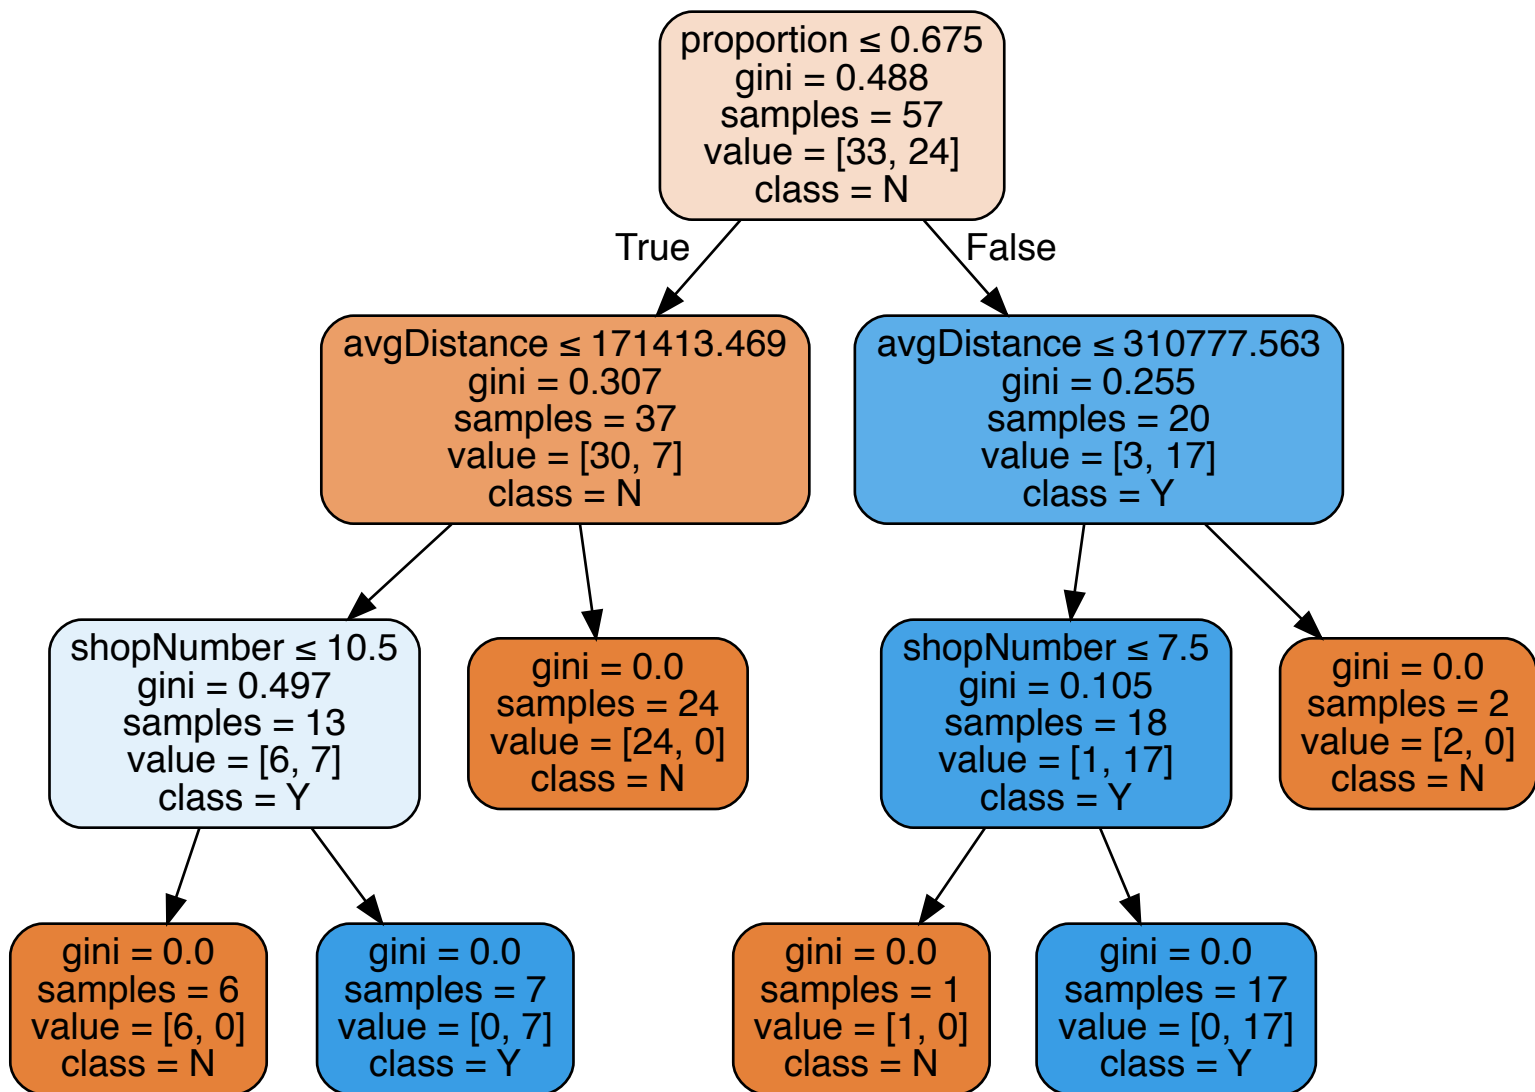 proportion ≤ 0.675
gini = 0.488
samples = 57
value = [33, 24]
class = N
True
False
avgDistance ≤ 171413.469
gini = 0.307
samples = 37
value = [30, 7]
class = N
avgDistance ≤ 310777.563
gini = 0.255
samples = 20
value = [3, 17]
class = Y
shopNumber ≤ 10.5
gini = 0.497
samples = 13
value = [6, 7]
class = Y
gini = 0.0
samples = 24
value = [24, 0]
class = N
shopNumber ≤ 7.5
gini = 0.105
samples = 18
value = [1, 17]
class = Y
gini = 0.0
samples = 2
value = [2, 0]
class = N
gini = 0.0
samples = 6
value = [6, 0]
class = N
gini = 0.0
samples = 7
value = [0, 7]
class = Y
gini = 0.0
samples = 1
value = [1, 0]
class = N
gini = 0.0
samples = 17
value = [0, 17]
class = Y